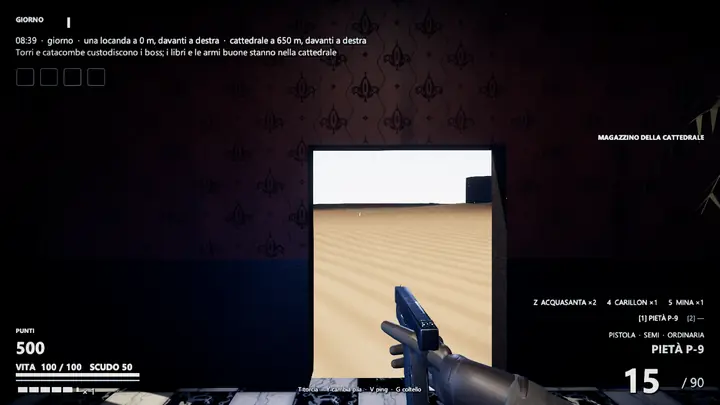 GIORNO
08:39 · giorno · una locanda a 0 m, davanti a destra · cattedrale a 650 m, davanti a destra
Torri e catacombe custodiscono i boss; i libri e le armi buone stanno nella cattedrale
MAGAZZINO DELLA CATTEDRALE
Z ACQUASANTA ×2 4 CARILLON ×1 5 MINA ×1
[1] PIETÀ P-9 [2] —
PISTOLA · SEMI · ORDINARIA
PIETÀ P-9
15 / 90
PUNTI
500
VITA 100 / 100 SCUDO 50
T torcia · Y cambia pila · V ping · G coltello